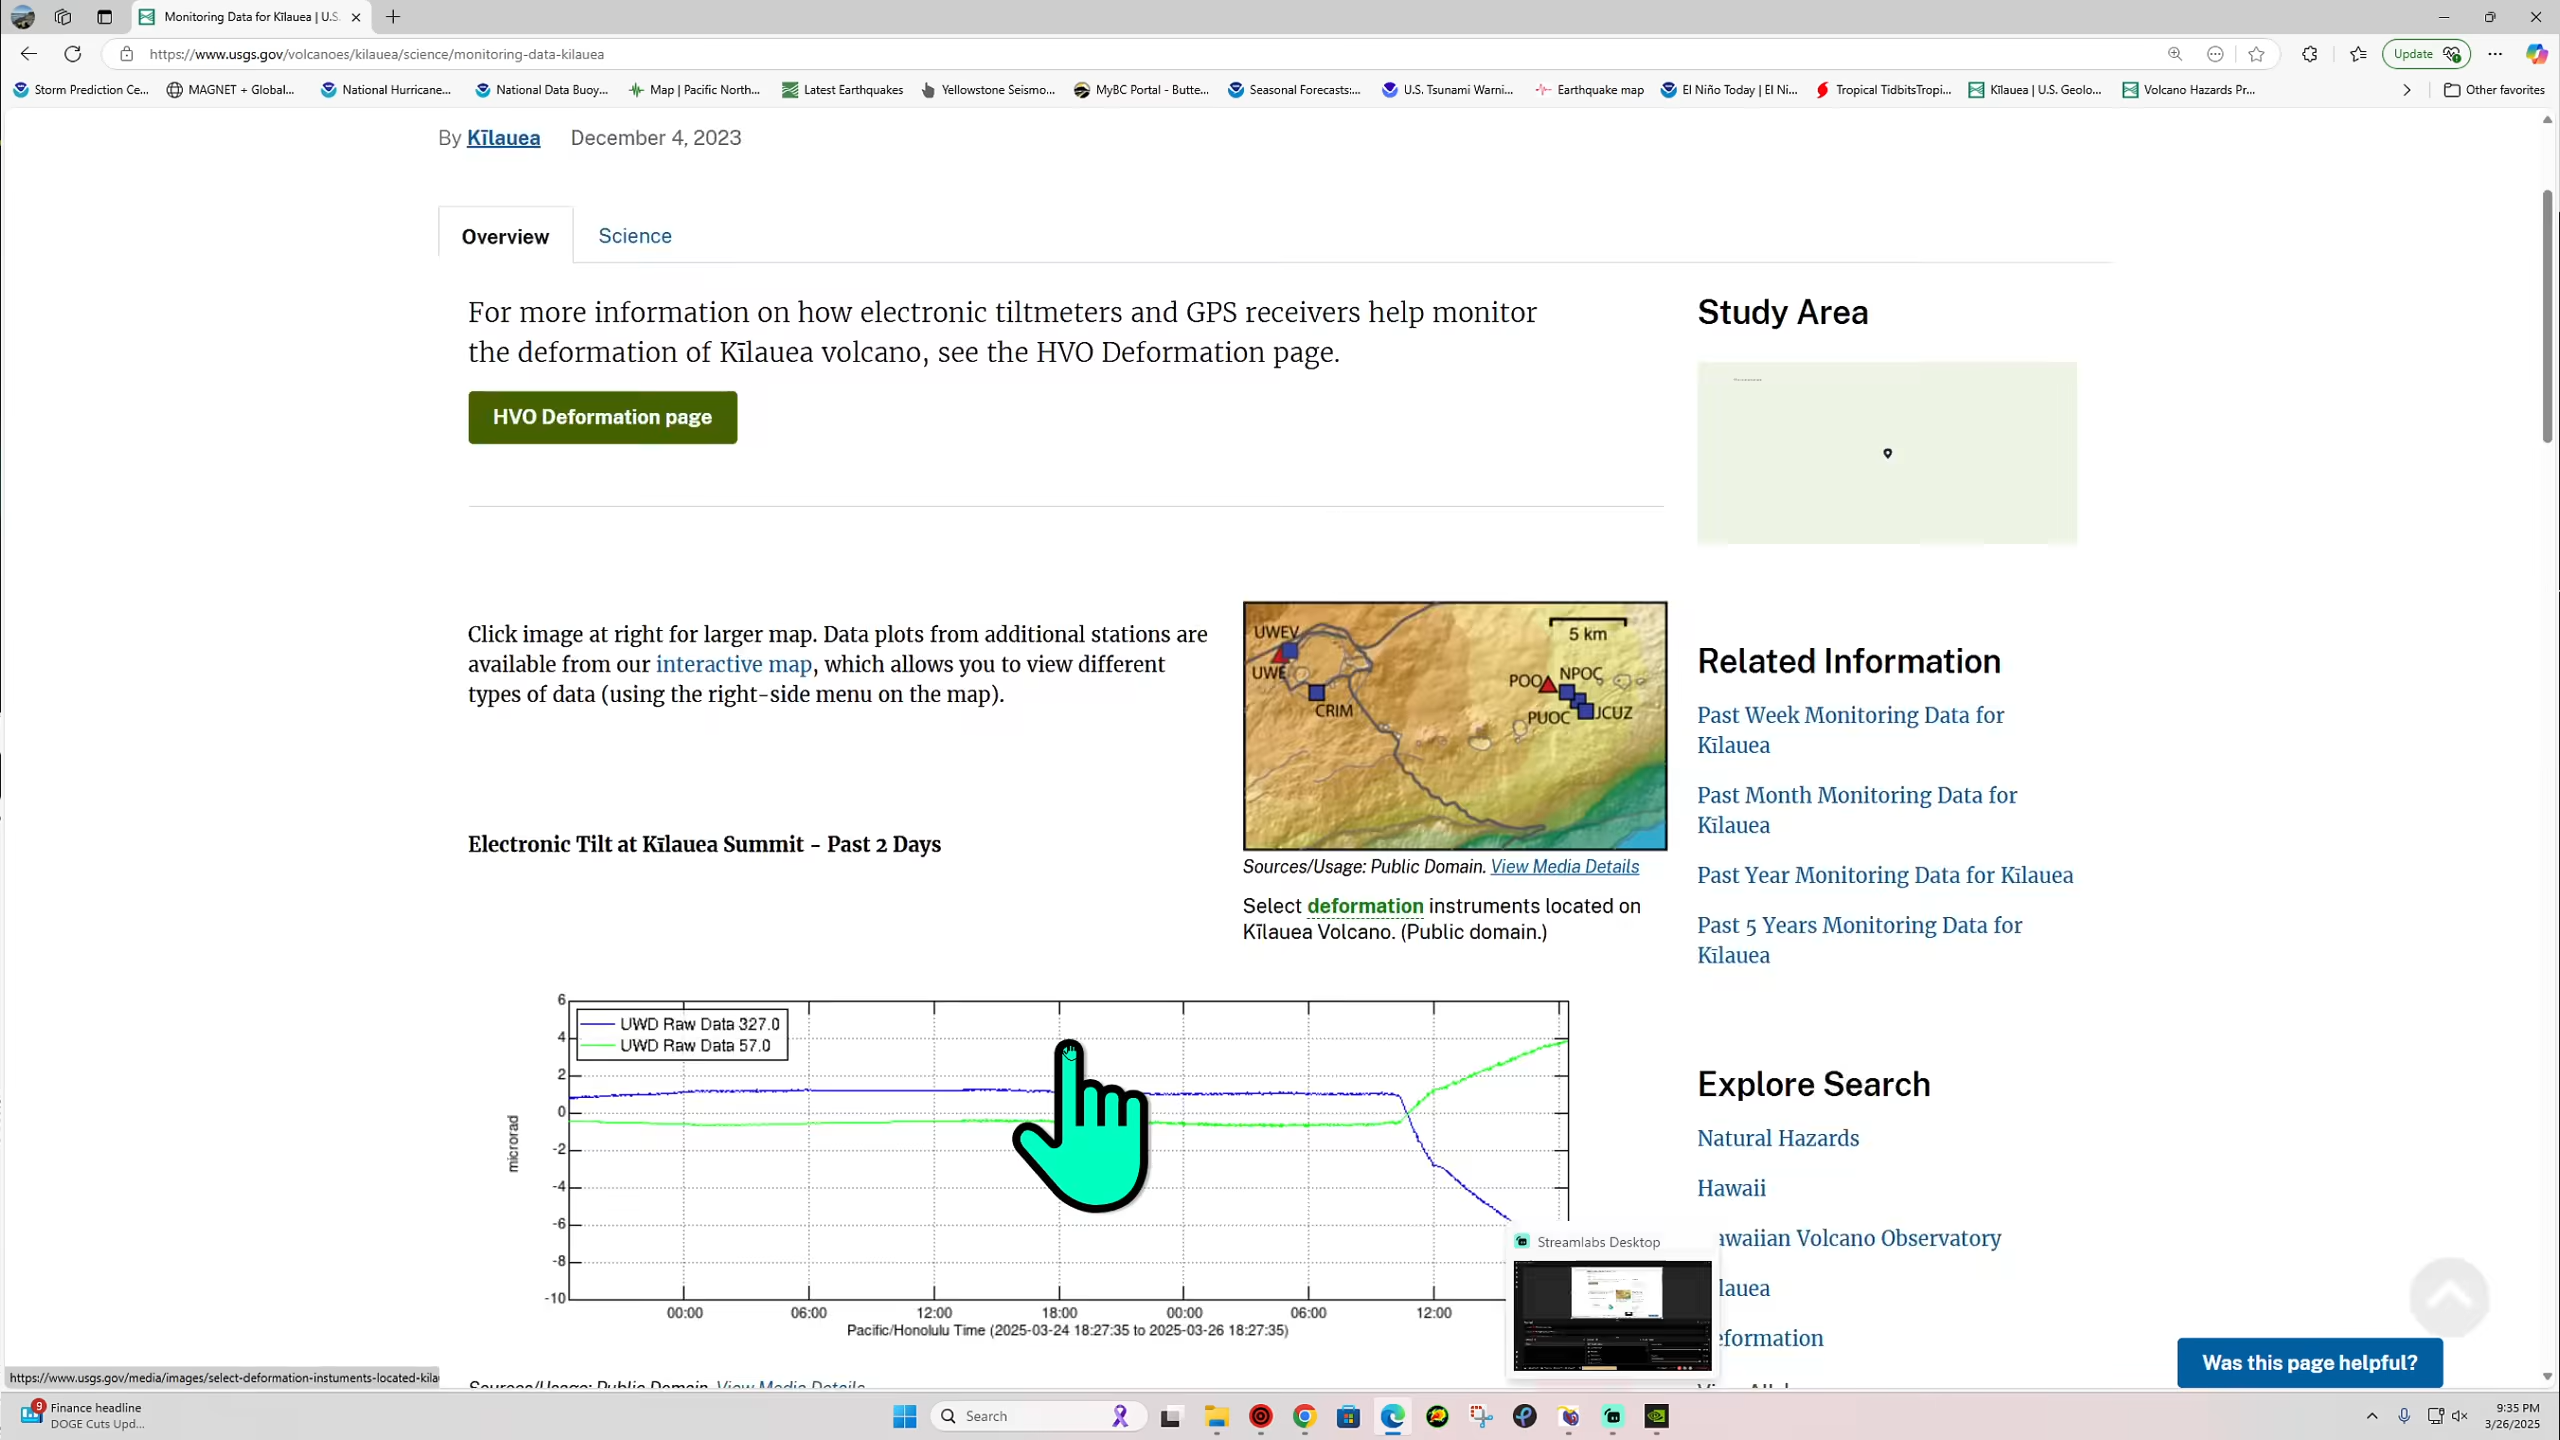 Monitoring Data for Kīlauea | U.S.
https://www.usgs.gov/volcanoes/kilauea/science/monitoring-data-kilauea
Update
Storm Prediction Ce...
MAGNET + Global...
National Hurricane...
National Data Buoy...
Map | Pacific North...
Latest Earthquakes
Yellowstone Seismo...
MyBC Portal - Butte...
Seasonal Forecasts:...
U.S. Tsunami Warni...
Earthquake map
El Niño Today | El Ni...
Tropical TidbitsTropi...
Kilauea | U.S. Geolo...
Volcano Hazards Pr...
Other favorites
By Kīlauea December 4, 2023
Overview
Science
For more information on how electronic tiltmeters and GPS receivers help monitor
the deformation of Kīlauea volcano, see the HVO Deformation page.
HVO Deformation page
Click image at right for larger map. Data plots from additional stations are
available from our interactive map, which allows you to view different
types of data (using the right-side menu on the map).
UWEV
UWE
CRIM
5 km
POO
NPOC
PUOC
JCUZ
Sources/Usage: Public Domain. View Media Details
Select deformation instruments located on
Kīlauea Volcano. (Public domain.)
Electronic Tilt at Kīlauea Summit - Past 2 Days
6
4
2
0
-2
-4
-6
-8
-10
microrad
UWD Raw Data 327.0
UWD Raw Data 57.0
00:00
06:00
12:00
18:00
00:00
06:00
12:00
Pacific/Honolulu Time (2025-03-24 18:27:35 to 2025-03-26 18:27:35)
Sources/Usage: Public Domain. View Media Details
Study Area
Related Information
Past Week Monitoring Data for
Kīlauea
Past Month Monitoring Data for
Kīlauea
Past Year Monitoring Data for Kīlauea
Past 5 Years Monitoring Data for
Kīlauea
Explore Search
Natural Hazards
Hawaii
awaiian Volcano Observatory
lauea
eformation
Streamlabs Desktop
Was this page helpful?
https://www.usgs.gov/media/images/select-deformation-instuments-located-kila
9
Finance headline
DOGE Cuts Upd...
Search
9:35 PM
3/26/2025